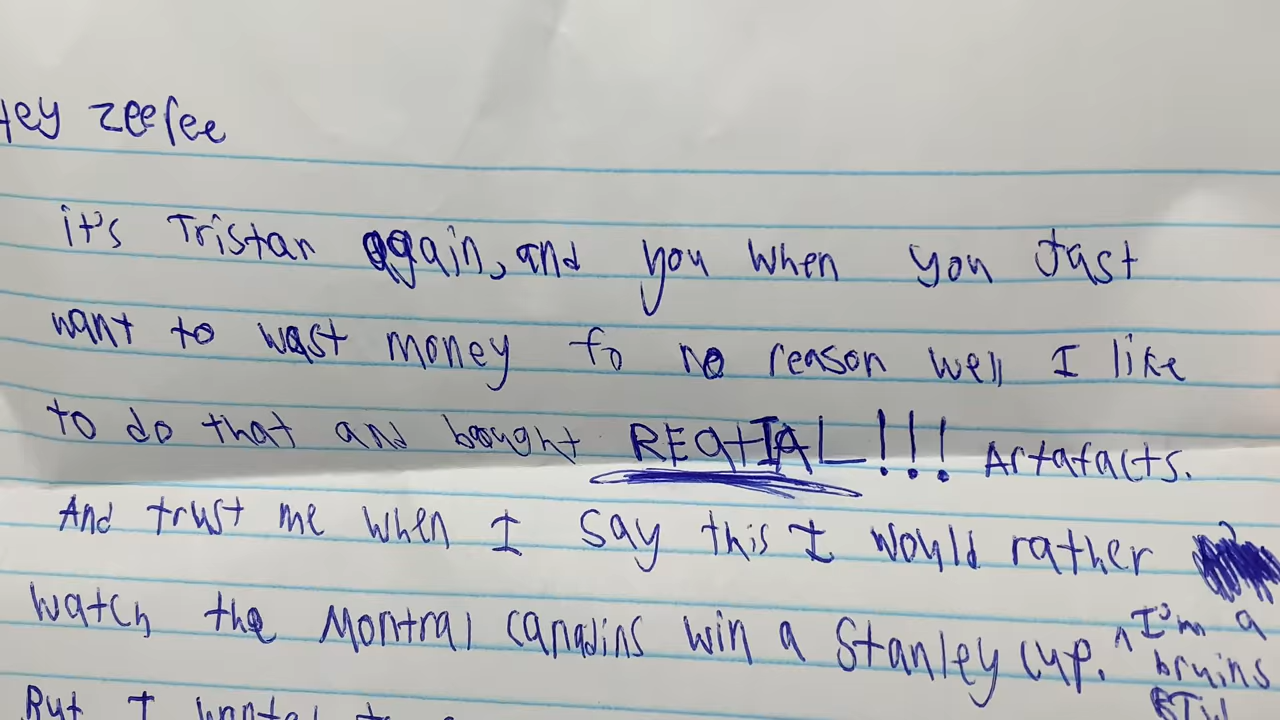 Hey zeefee
it's Tristan again, and you when you Jast
want to wast money fo no reason well I like
to do that and bought REAtIAL!!! Artafacts.
And trust me when I say this I would rather
watch the Montral canadins win a Stanley cup. ^ I'm a
bruins
But I